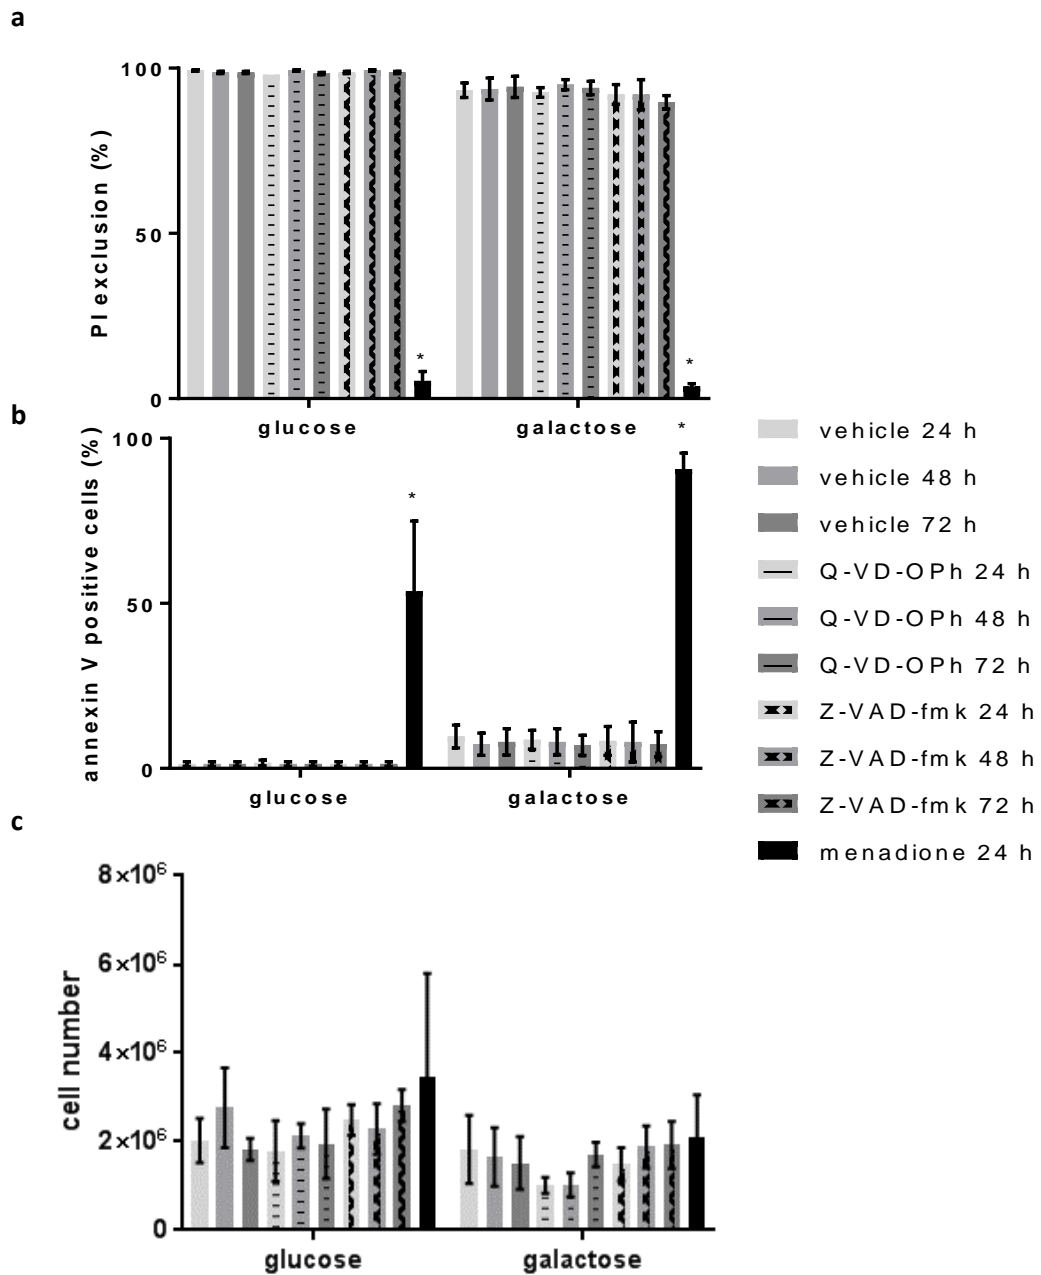 a
PI exclusion (%)
100
50
0
*
*
glucose
galactose
b
annexin V positive cells (%)
100
50
0
*
*
glucose
galactose
vehicle 24 h
vehicle 48 h
vehicle 72 h
Q-VD-OPh 24 h
Q-VD-OPh 48 h
Q-VD-OPh 72 h
Z-VAD-fmk 24 h
Z-VAD-fmk 48 h
Z-VAD-fmk 72 h
menadione 24 h
c
cell number
8×10⁶
6×10⁶
4×10⁶
2×10⁶
0
glucose
galactose